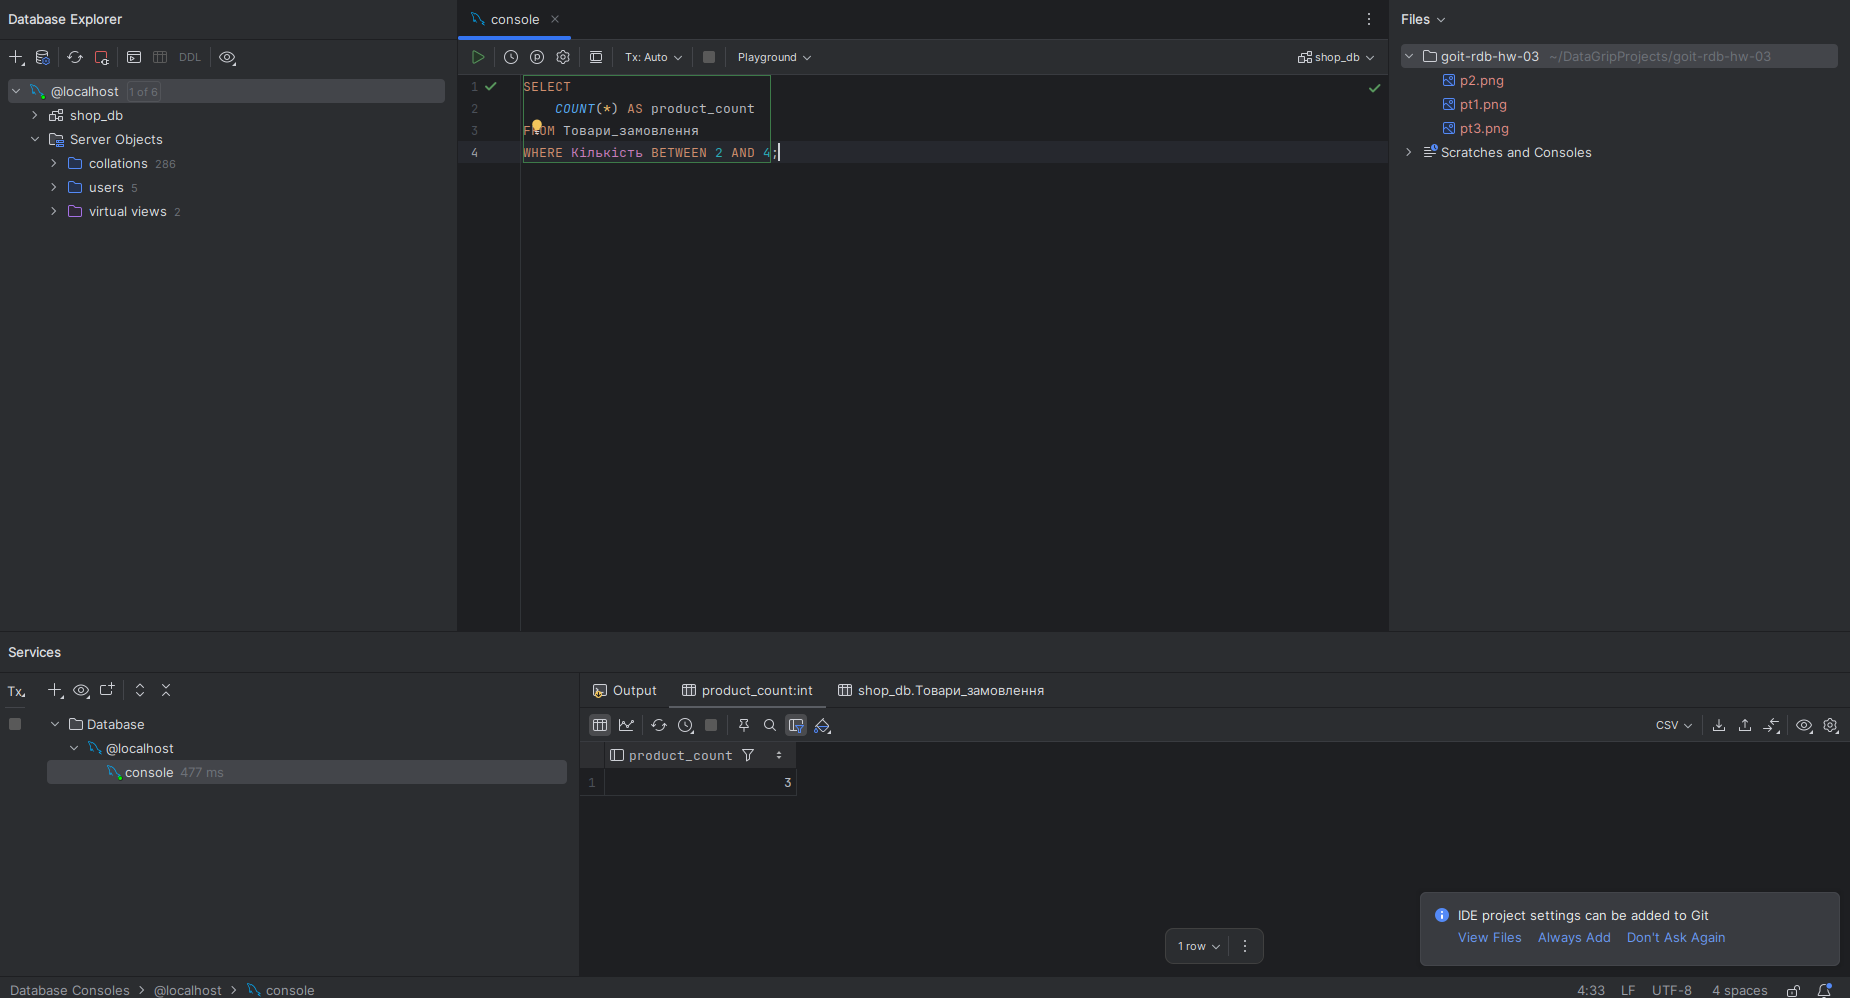 Database Explorer
console
Files
DDL
Tx: Auto
Playground
shop_db
@localhost 1 of 6
shop_db
Server Objects
collations 286
users 5
virtual views 2
1 SELECT
2 COUNT(*) AS product_count
3 FROM Товари_замовлення
4 WHERE Кількість BETWEEN 2 AND 4;
goit-rdb-hw-03 ~/DataGripProjects/goit-rdb-hw-03
p2.png
pt1.png
pt3.png
Scratches and Consoles
Services
Tx
Database
@localhost
console 477 ms
Output
product_count:int
shop_db.Товари_замовлення
CSV
product_count
1 3
1 row
IDE project settings can be added to Git
View Files Always Add Don't Ask Again
Database Consoles > @localhost > console
4:33 LF UTF-8 4 spaces